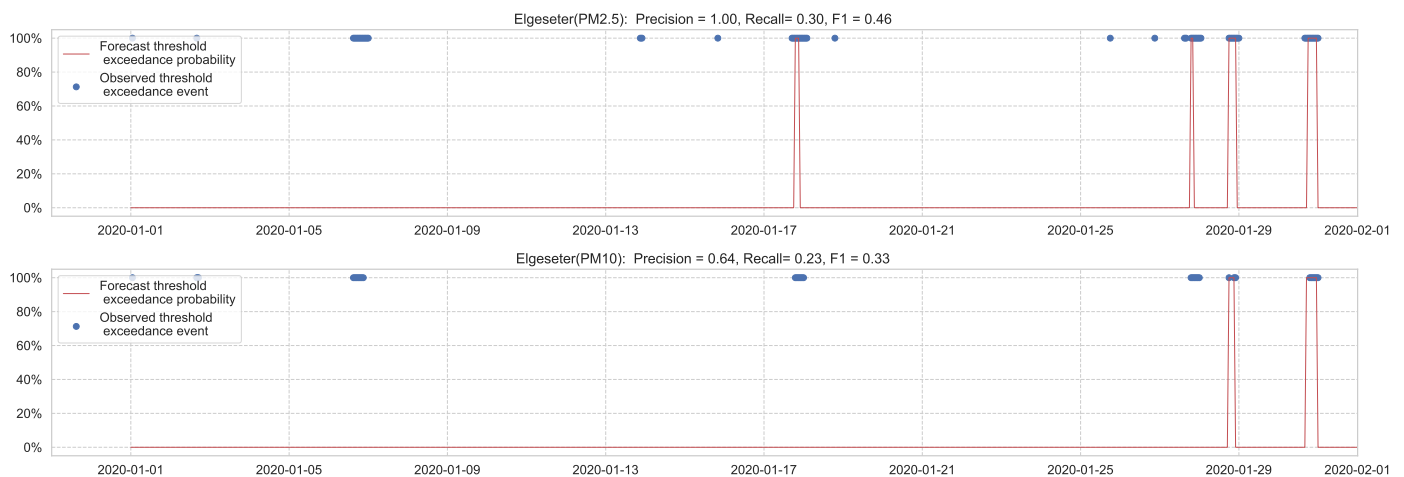 Elgeseter(PM2.5):  Precision = 1.00, Recall= 0.30, F1 = 0.46
100%
80%
60%
40%
20%
0%
Forecast threshold
exceedance probability
Observed threshold
exceedance event
2020-01-01 2020-01-05 2020-01-09 2020-01-13 2020-01-17 2020-01-21 2020-01-25 2020-01-29 2020-02-01
Elgeseter(PM10):  Precision = 0.64, Recall= 0.23, F1 = 0.33
100%
80%
60%
40%
20%
0%
Forecast threshold
exceedance probability
Observed threshold
exceedance event
2020-01-01 2020-01-05 2020-01-09 2020-01-13 2020-01-17 2020-01-21 2020-01-25 2020-01-29 2020-02-01